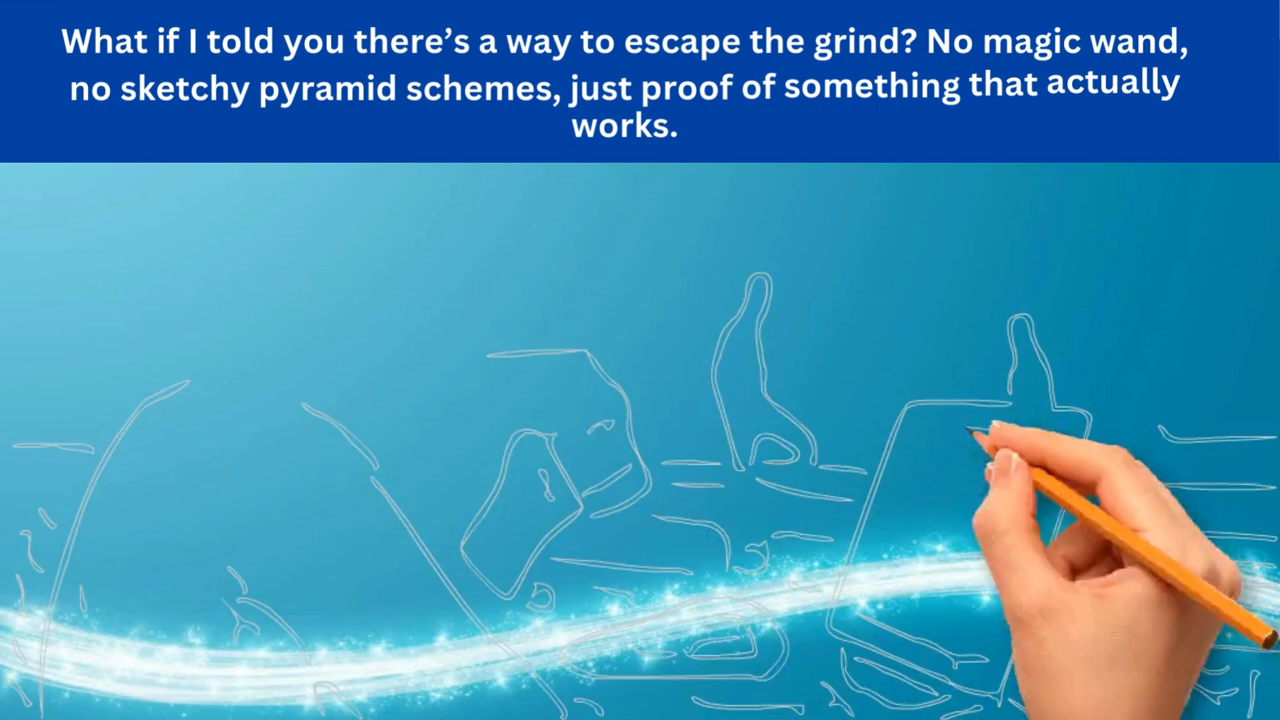 What if I told you there’s a way to escape the grind? No magic wand,
no sketchy pyramid schemes, just proof of something that actually
works.